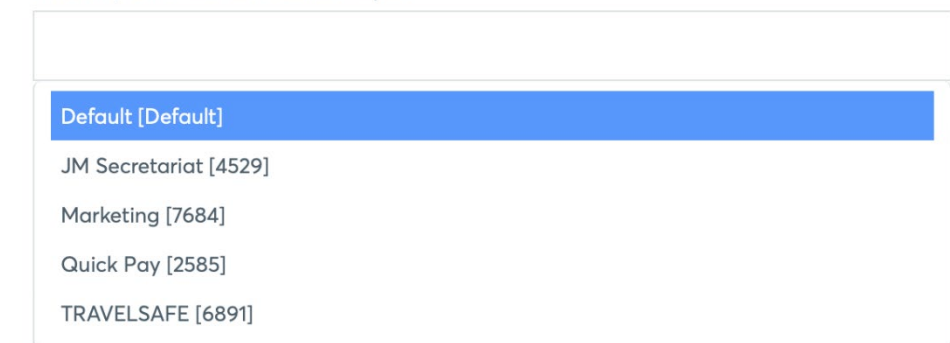 Default [Default]
JM Secretariat [4529]
Marketing [7684]
Quick Pay [2585]
TRAVELSAFE [6891]